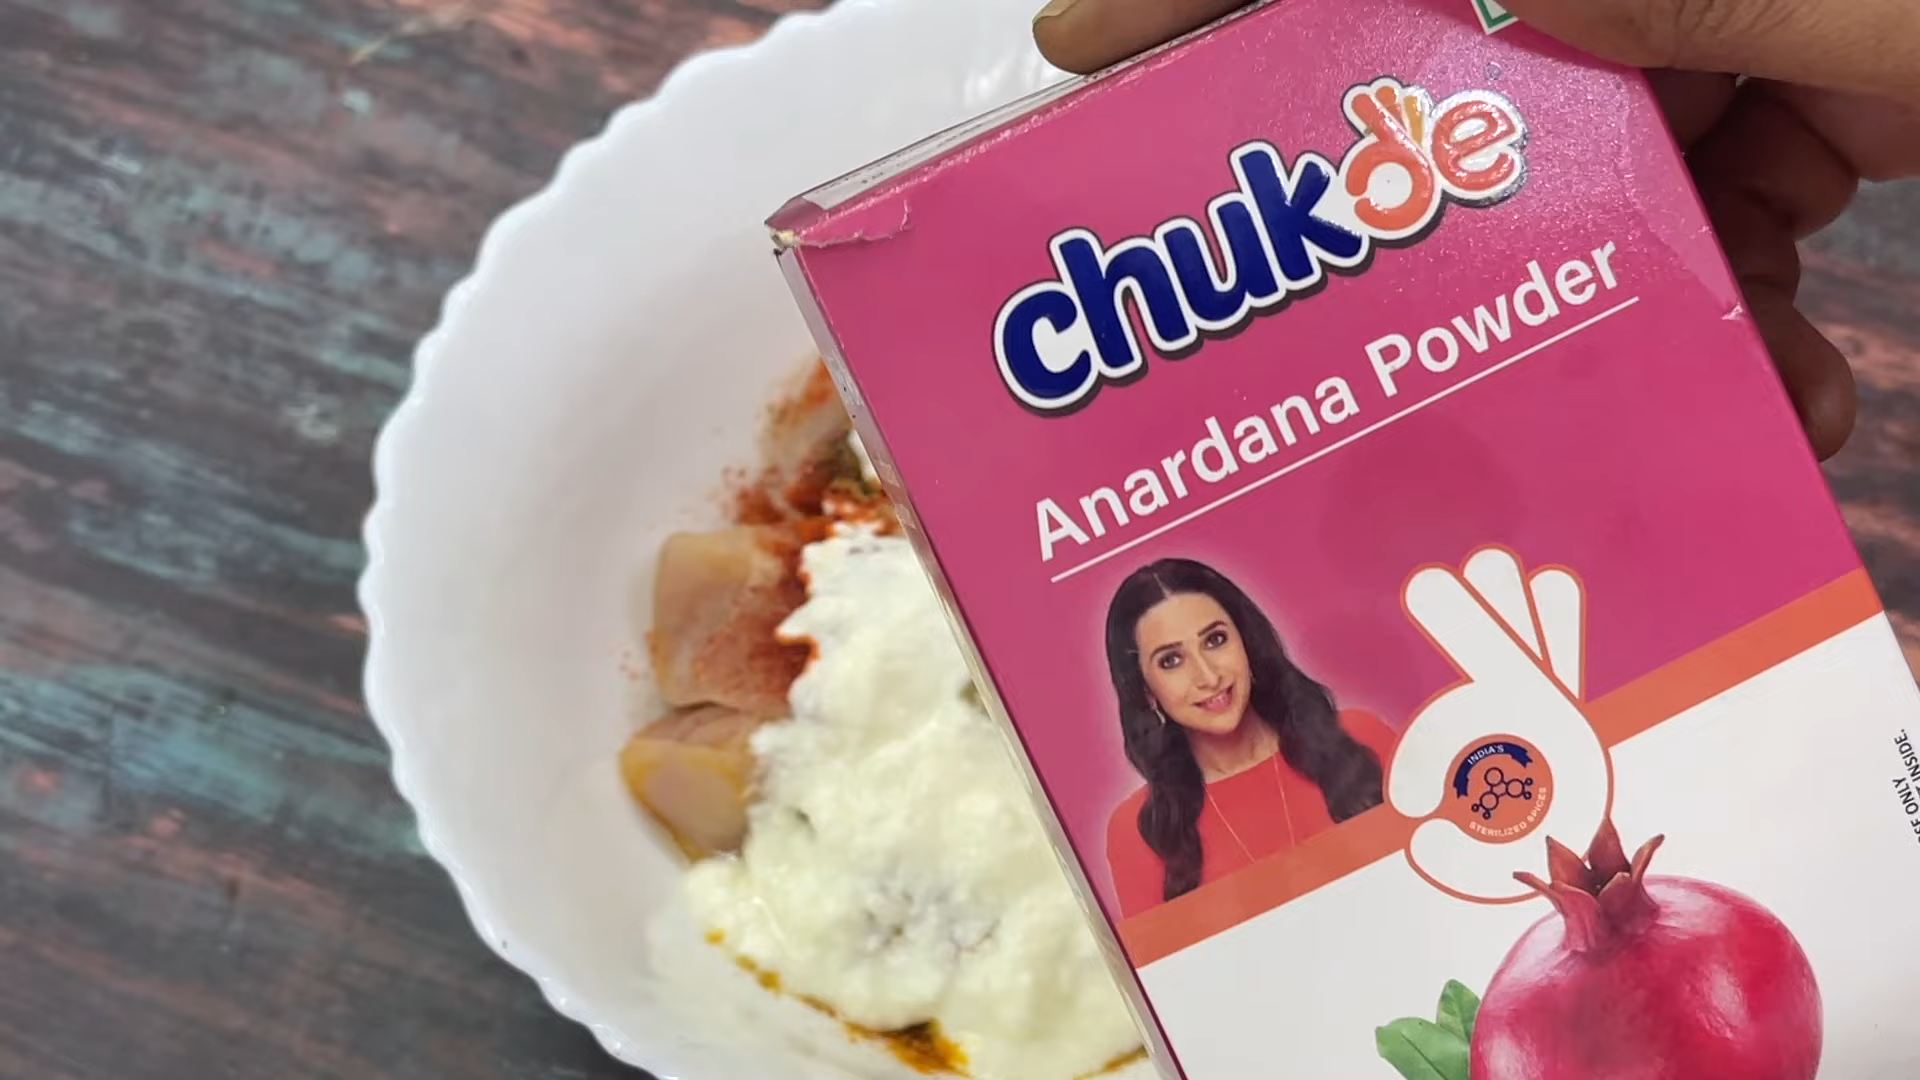 chukde
Anardana Powder
INDIA'S
STERILIZED SPICES
SE ONLY
T INSIDE.